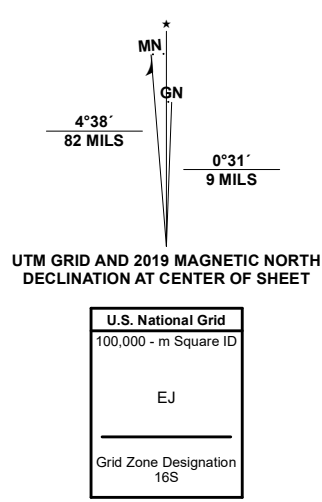 ★
MN
GN
4°38´
82 MILS
0°31´
9 MILS
UTM GRID AND 2019 MAGNETIC NORTH
DECLINATION AT CENTER OF SHEET
U.S. National Grid
100,000 - m Square ID
EJ
Grid Zone Designation
16S